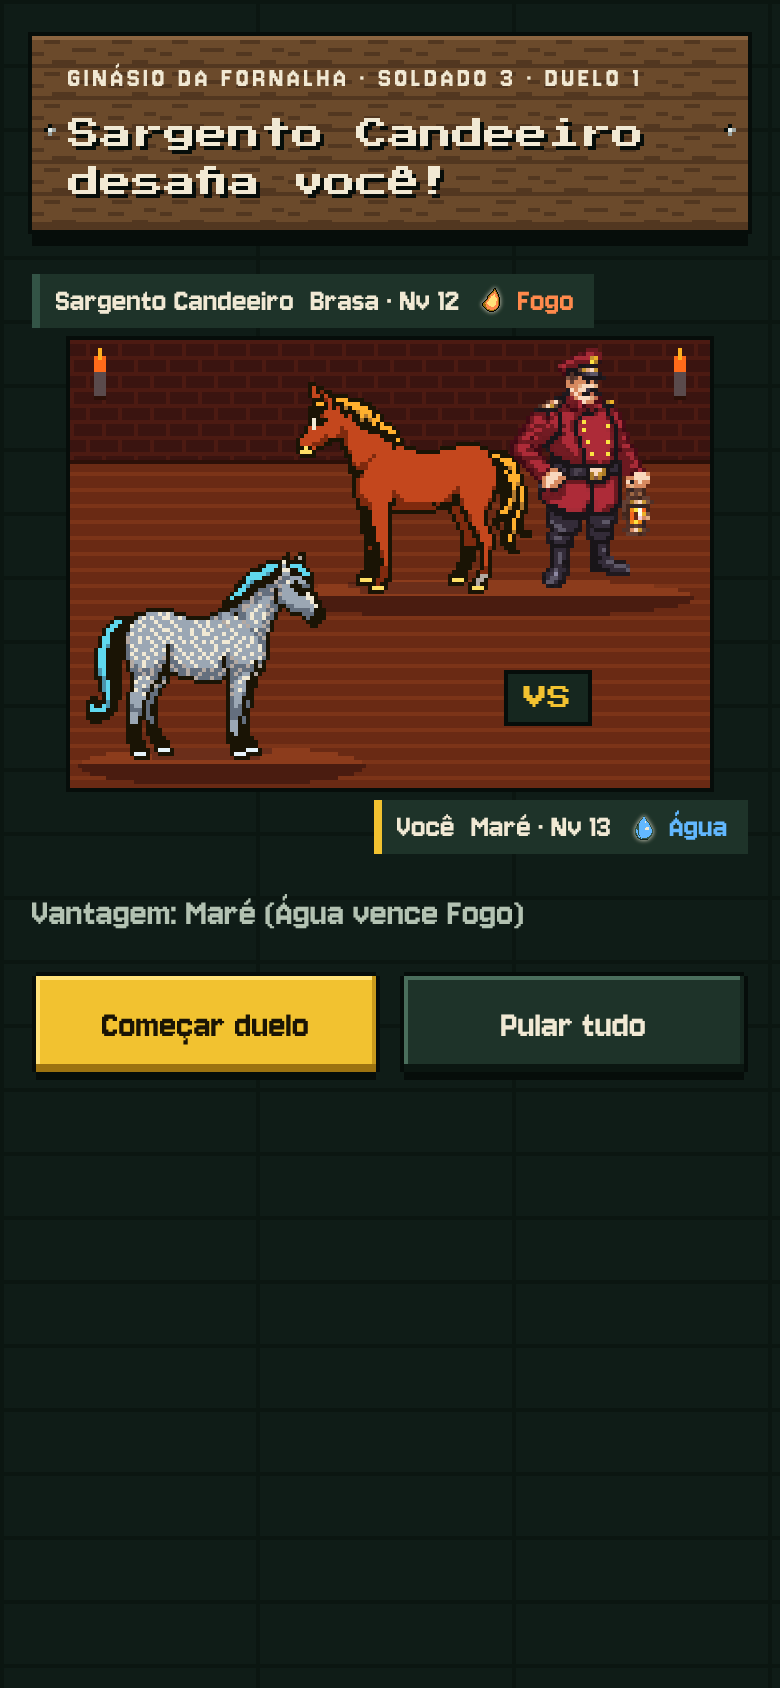 GINÁSIO DA FORNALHA · SOLDADO 3 · DUELO 1
Sargento Candeeiro
desafia você!
Sargento Candeeiro Brasa · Nv 12 Fogo
VS
Você Maré · Nv 13 Água
Vantagem: Maré (Água vence Fogo)
Começar duelo
Pular tudo